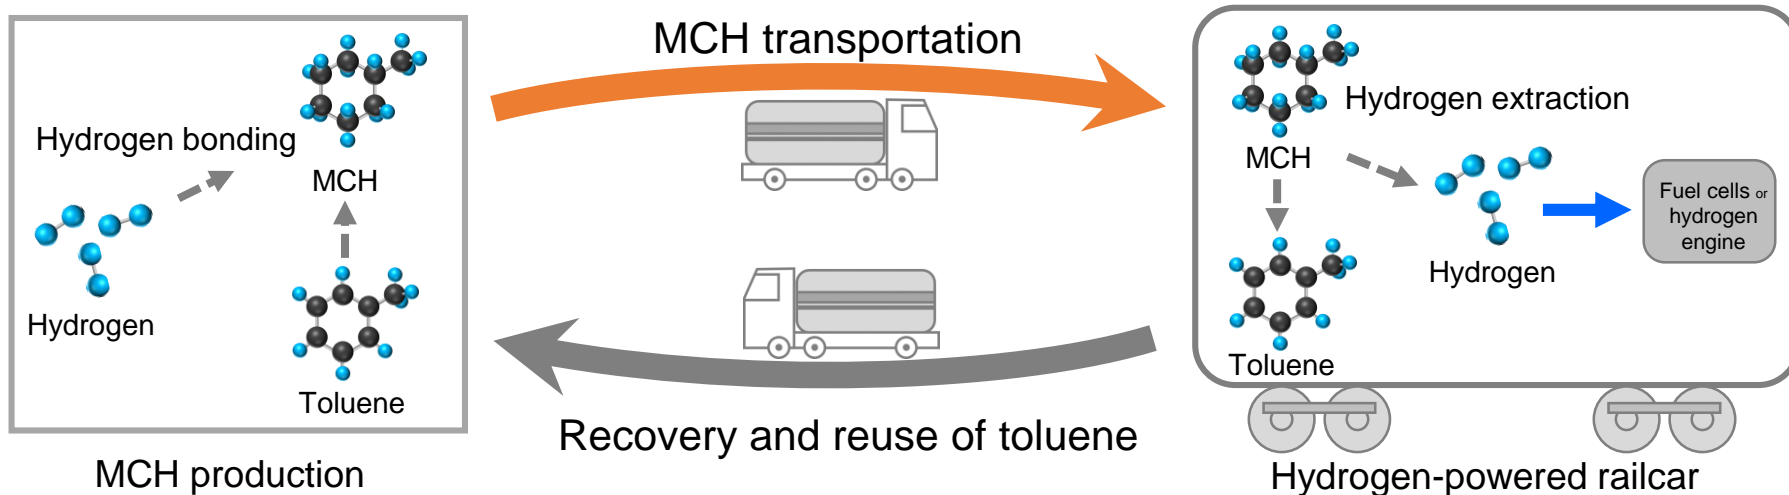 Hydrogen bonding
MCH
Hydrogen
Toluene
MCH production
MCH transportation
Recovery and reuse of toluene
Hydrogen extraction
MCH
Hydrogen
Toluene
Fuel cells or
hydrogen
engine
Hydrogen-powered railcar